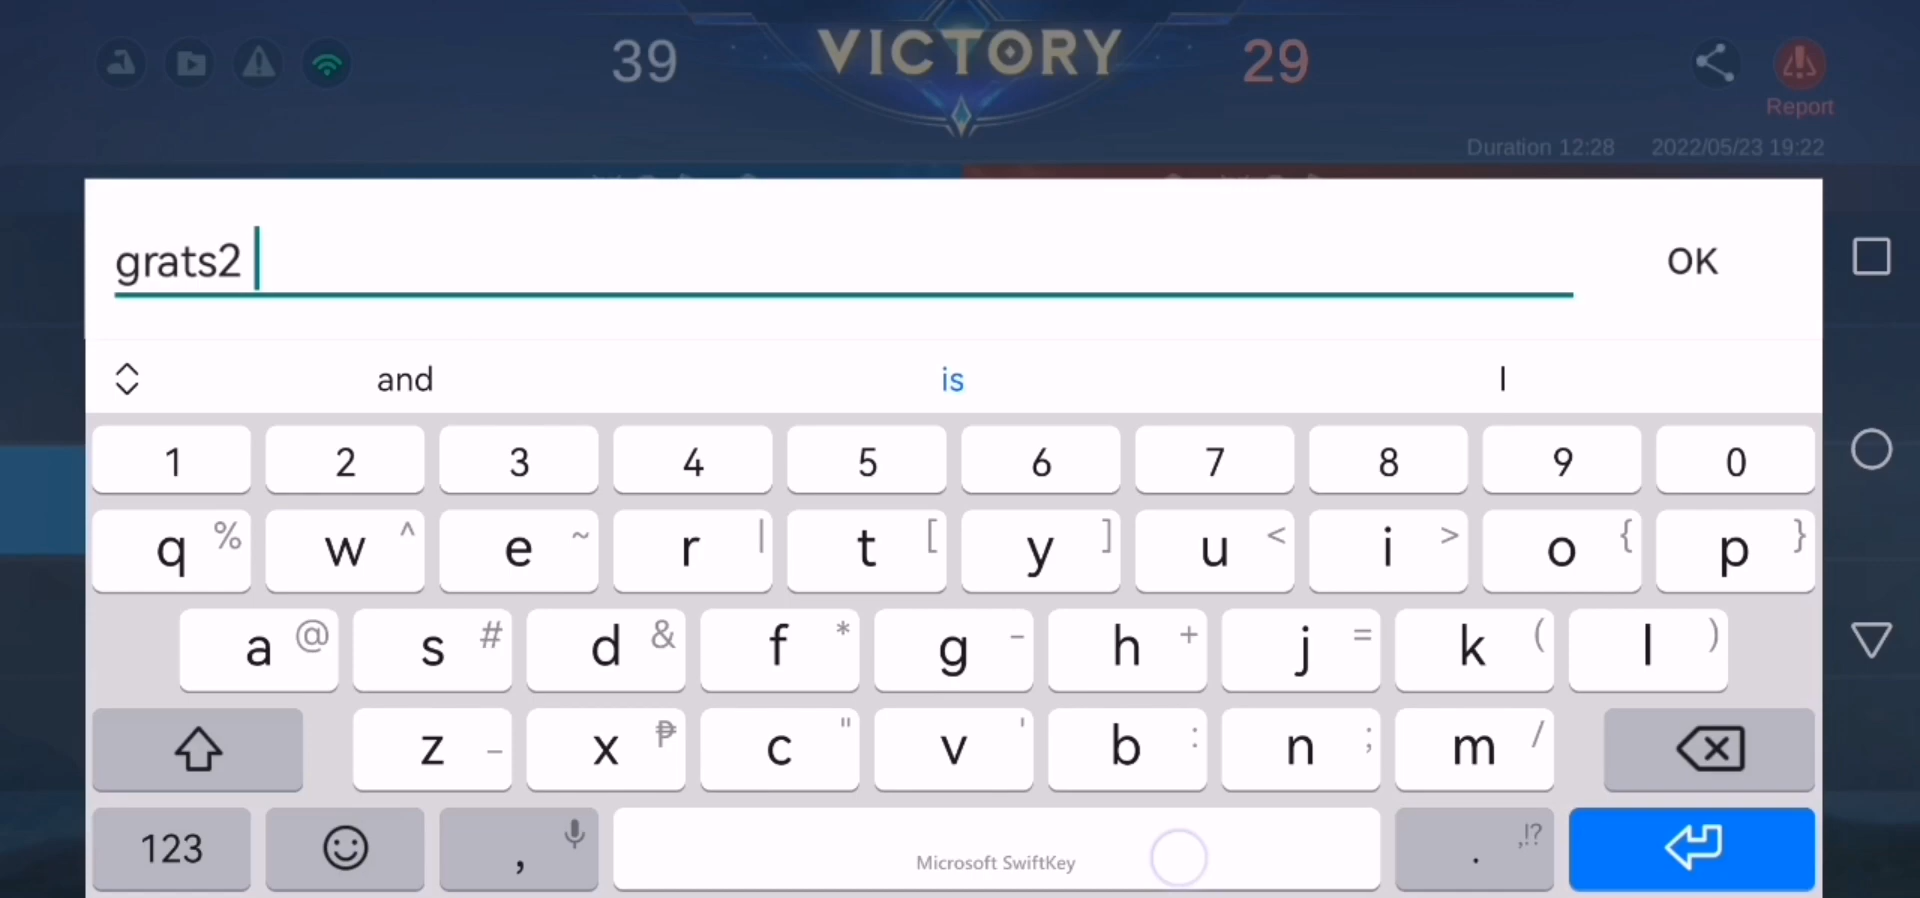 39 VICTORY 29
Report
Duration 12:28 2022/05/23 19:22
grats2 OK
and is I
1 2 3 4 5 6 7 8 9 0
q % w ^ e ~ r | t [ y ] u < i > o { p }
a @ s # d & f * g - h + j = k ( l )
z _ x ₱ c " v ' b : n ; m /
123 , Microsoft SwiftKey . ,!?